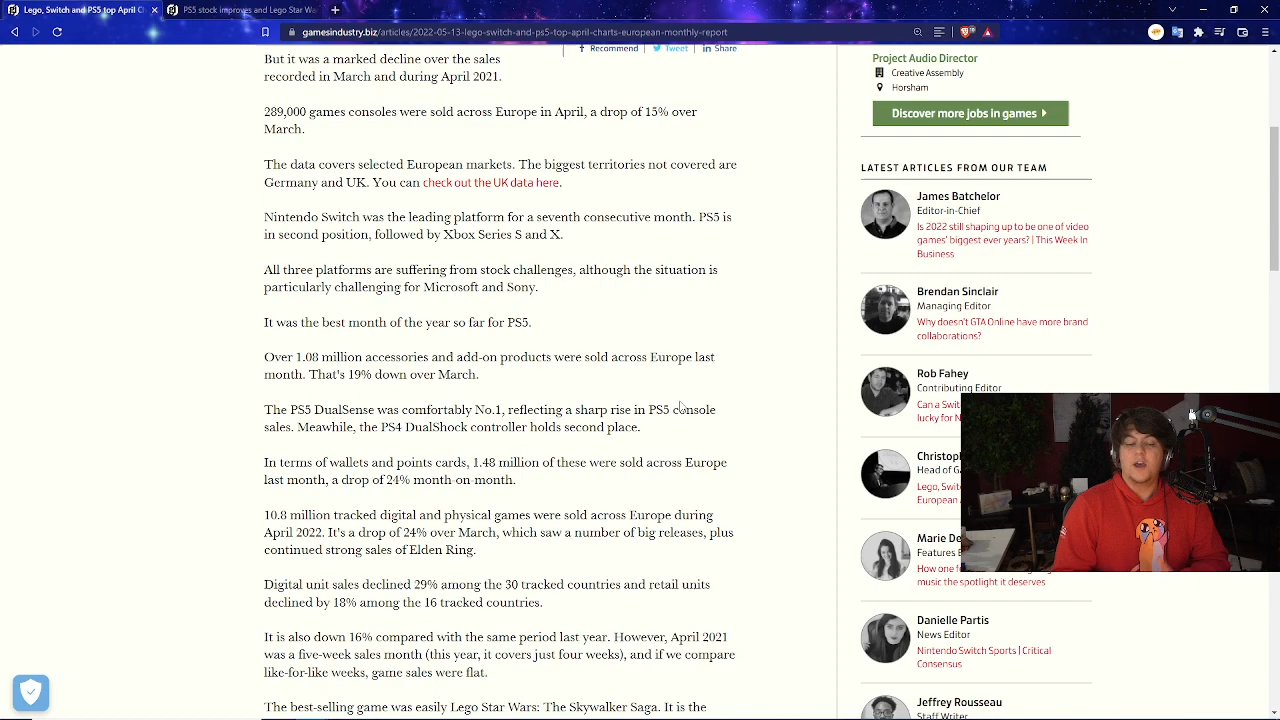 Lego, Switch and PS5 top April C
PS5 stock improves and Lego Star Wa
gamesindustry.biz/articles/2022-05-13-lego-switch-and-ps5-top-april-charts-european-monthly-report
Recommend
Tweet
Share
But it was a marked decline over the sales
recorded in March and during April 2021.
289,000 games consoles were sold across Europe in April, a drop of 15% over
March.
The data covers selected European markets. The biggest territories not covered are
Germany and UK. You can check out the UK data here.
Nintendo Switch was the leading platform for a seventh consecutive month. PS5 is
in second position, followed by Xbox Series S and X.
All three platforms are suffering from stock challenges, although the situation is
particularly challenging for Microsoft and Sony.
It was the best month of the year so far for PS5.
Over 1.08 million accessories and add-on products were sold across Europe last
month. That's 19% down over March.
The PS5 DualSense was comfortably No.1, reflecting a sharp rise in PS5 console
sales. Meawhile, the PS4 DualShock controller holds second place.
In terms of wallets and points cards, 1.48 million of these were sold across Europe
last month, a drop of 24% month-on-month.
10.8 million tracked digital and physical games were sold across Europe during
April 2022. It's a drop of 24% over March, which saw a number of big releases, plus
continued strong sales of Elden Ring.
Digital unit sales declined 29% among the 30 tracked countries and retail units
declined by 18% among the 16 tracked countries.
It is also down 16% compared with the same period last year. However, April 2021
was a five-week sales month (this year, it covers just four weeks), and if we compare
like-for-like weeks, game sales were flat.
The best-selling game was easily Lego Star Wars: The Skywalker Saga. It is the
Project Audio Director
Creative Assembly
Horsham
Discover more jobs in games
LATEST ARTICLES FROM OUR TEAM
James Batchelor
Editor-in-Chief
Is 2022 still shaping up to be one of video
games' biggest ever years? | This Week In
Business
Brendan Sinclair
Managing Editor
Why doesn't GTA Online have more brand
collaborations?
Rob Fahey
Contributing Editor
Can a Swit
lucky for N
Christoph
Head of G
Lego, Swit
European
Marie De
Features E
How one f
music the spotlight it deserves
Danielle Partis
News Editor
Nintendo Switch Sports | Critical
Consensus
Jeffrey Rousseau
Staff Writer